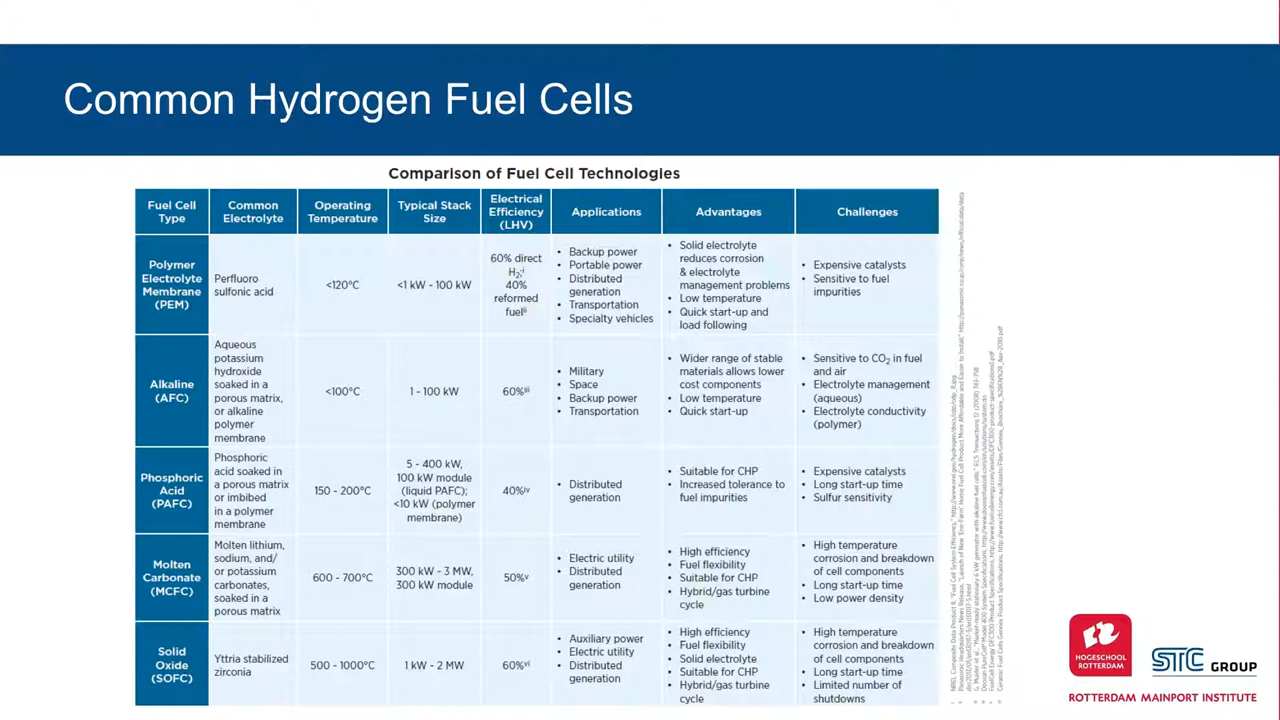 Common Hydrogen Fuel Cells
Comparison of Fuel Cell Technologies
Fuel Cell
Type
Common
Electrolyte
Operating
Temperature
Typical Stack
Size
Electrical
Efficiency
(LHV)
Applications
Advantages
Challenges
Polymer
Electrolyte
Membrane
(PEM)
Perfluoro
sulfonic acid
<120°C
<1 kW - 100 kW
60% direct
H₂;ⁱ
40%
reformed
fuelⁱⁱ
• Backup power
• Portable power
• Distributed
generation
• Transportation
• Specialty vehicles
• Solid electrolyte
reduces corrosion
& electrolyte
management problems
• Low temperature
• Quick start-up and
load following
• Expensive catalysts
• Sensitive to fuel
impurities
Alkaline
(AFC)
Aqueous
potassium
hydroxide
soaked in a
porous matrix,
or alkaline
polymer
membrane
<100°C
1 - 100 kW
60%ⁱⁱⁱ
• Military
• Space
• Backup power
• Transportation
• Wider range of stable
materials allows lower
cost components
• Low temperature
• Quick start-up
• Sensitive to CO₂ in fuel
and air
• Electrolyte management
(aqueous)
• Electrolyte conductivity
(polymer)
Phosphoric
Acid
(PAFC)
Phosphoric
acid soaked in
a porous matrix
or imbibed
in a polymer
membrane
150 - 200°C
5 - 400 kW,
100 kW module
(liquid PAFC);
<10 kW (polymer
membrane)
40%ⁱᵛ
• Distributed
generation
• Suitable for CHP
• Increased tolerance to
fuel impurities
• Expensive catalysts
• Long start-up time
• Sulfur sensitivity
Molten
Carbonate
(MCFC)
Molten lithium,
sodium, and/
or potassium
carbonates,
soaked in a
porous matrix
600 - 700°C
300 kW - 3 MW,
300 kW module
50%ᵛ
• Electric utility
• Distributed
generation
• High efficiency
• Fuel flexibility
• Suitable for CHP
• Hybrid/gas turbine
cycle
• High temperature
corrosion and breakdown
of cell components
• Long start-up time
• Low power density
Solid
Oxide
(SOFC)
Yttria stabilized
zirconia
500 - 1000°C
1 kW - 2 MW
60%ᵛⁱ
• Auxiliary power
• Electric utility
• Distributed
generation
• High efficiency
• Fuel flexibility
• Solid electrolyte
• Suitable for CHP
• Hybrid/gas turbine
cycle
• High temperature
corrosion and breakdown
of cell components
• Long start-up time
• Limited number of
shutdowns
HOGESCHOOL
ROTTERDAM
STC GROUP
ROTTERDAM MAINPORT INSTITUTE